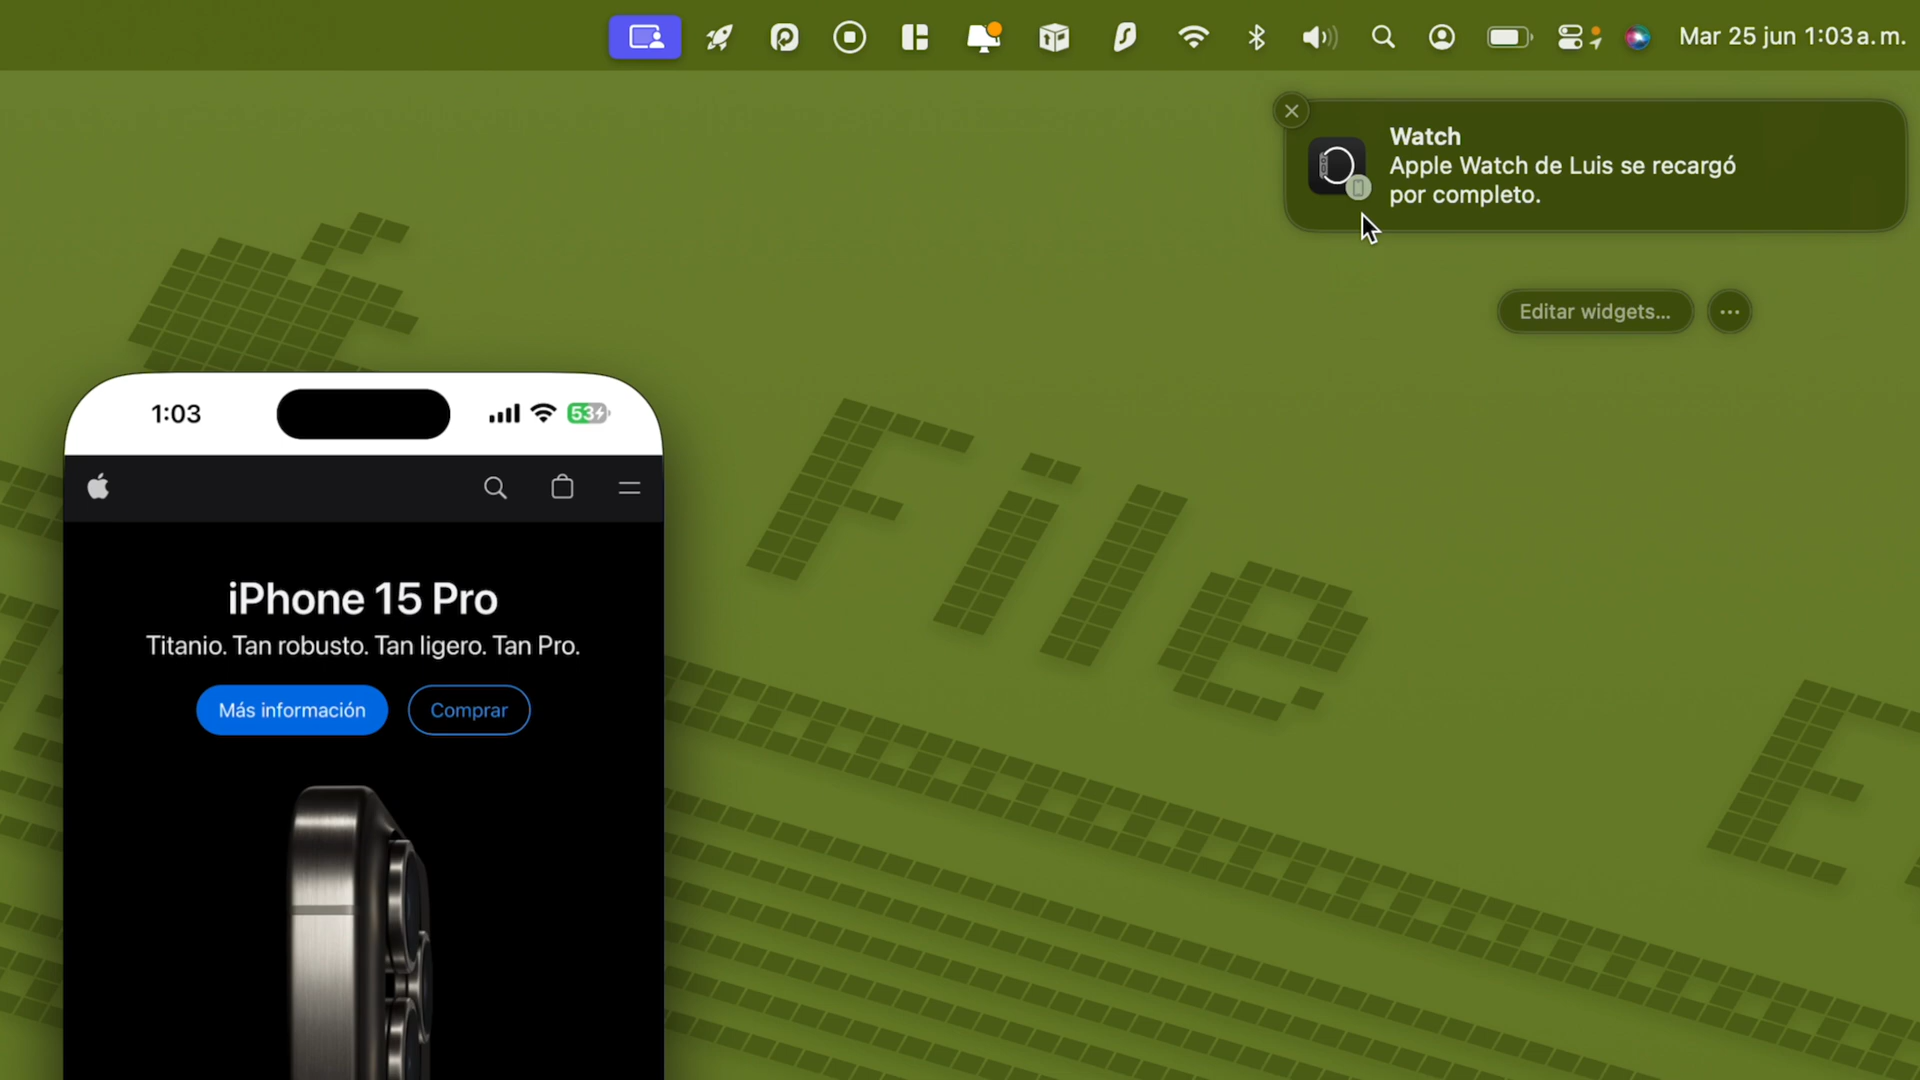 Mar 25 jun 1:03 a. m.
Watch
Apple Watch de Luis se recargó
por completo.
Editar widgets...
File
E
1:03
53
iPhone 15 Pro
Titanio. Tan robusto. Tan ligero. Tan Pro.
Más información
Comprar